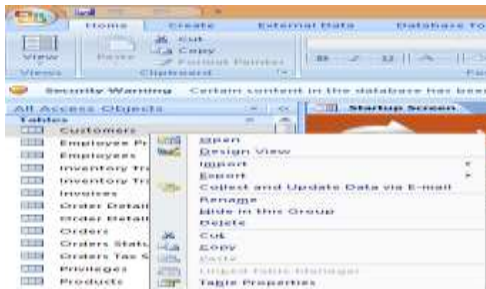 Home Create External Data Database To
View Paste Cut
Copy
Format Painter
Views Clipboard
Security Warning Certain content in the database has been
All Access Objects Startup Screen
Tables
Customers
Employee Pr
Employees
Inventory Tr
Inventory Tr
Invoices
Order Detail
Order Detail
Orders
Orders Statu
Orders Tax S
Privileges
Products
Open
Design View
Import
Export
Collect and Update Data via E-mail
Rename
Hide in this Group
Delete
Cut
Copy
Paste
Linked Table Manager
Table Properties